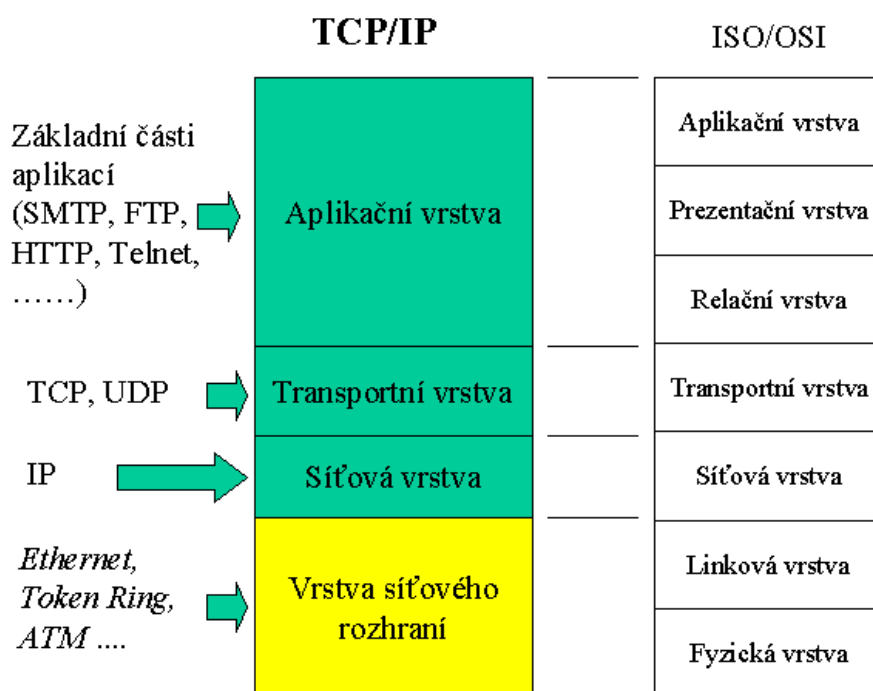 TCP/IP
ISO/OSI
Základní části
aplikací
(SMTP, FTP,
HTTP, Telnet,
……)
Aplikační vrstva
Aplikační vrstva
Prezentační vrstva
Relační vrstva
TCP, UDP
Transportní vrstva
Transportní vrstva
IP
Síťová vrstva
Síťová vrstva
Ethernet,
Token Ring,
ATM ....
Vrstva síťového
rozhraní
Linková vrstva
Fyzická vrstva